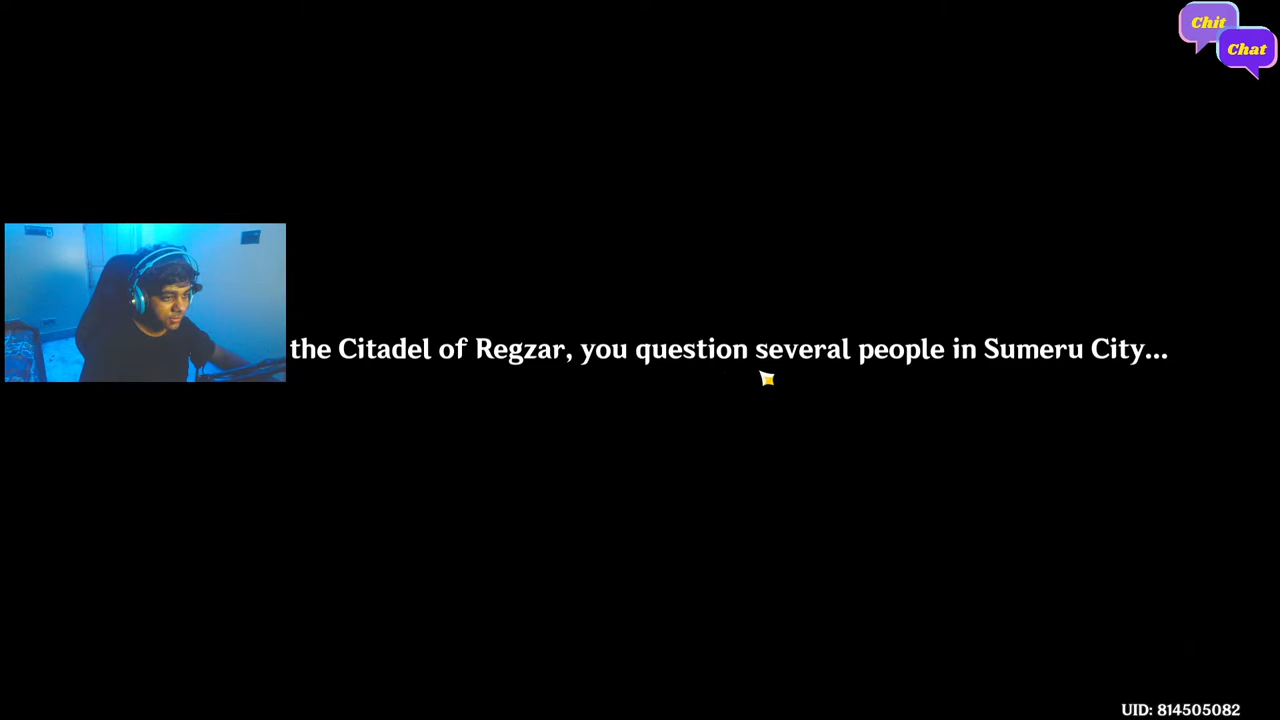 Chit
Chat
the Citadel of Regzar, you question several people in Sumeru City...
UID: 814505082